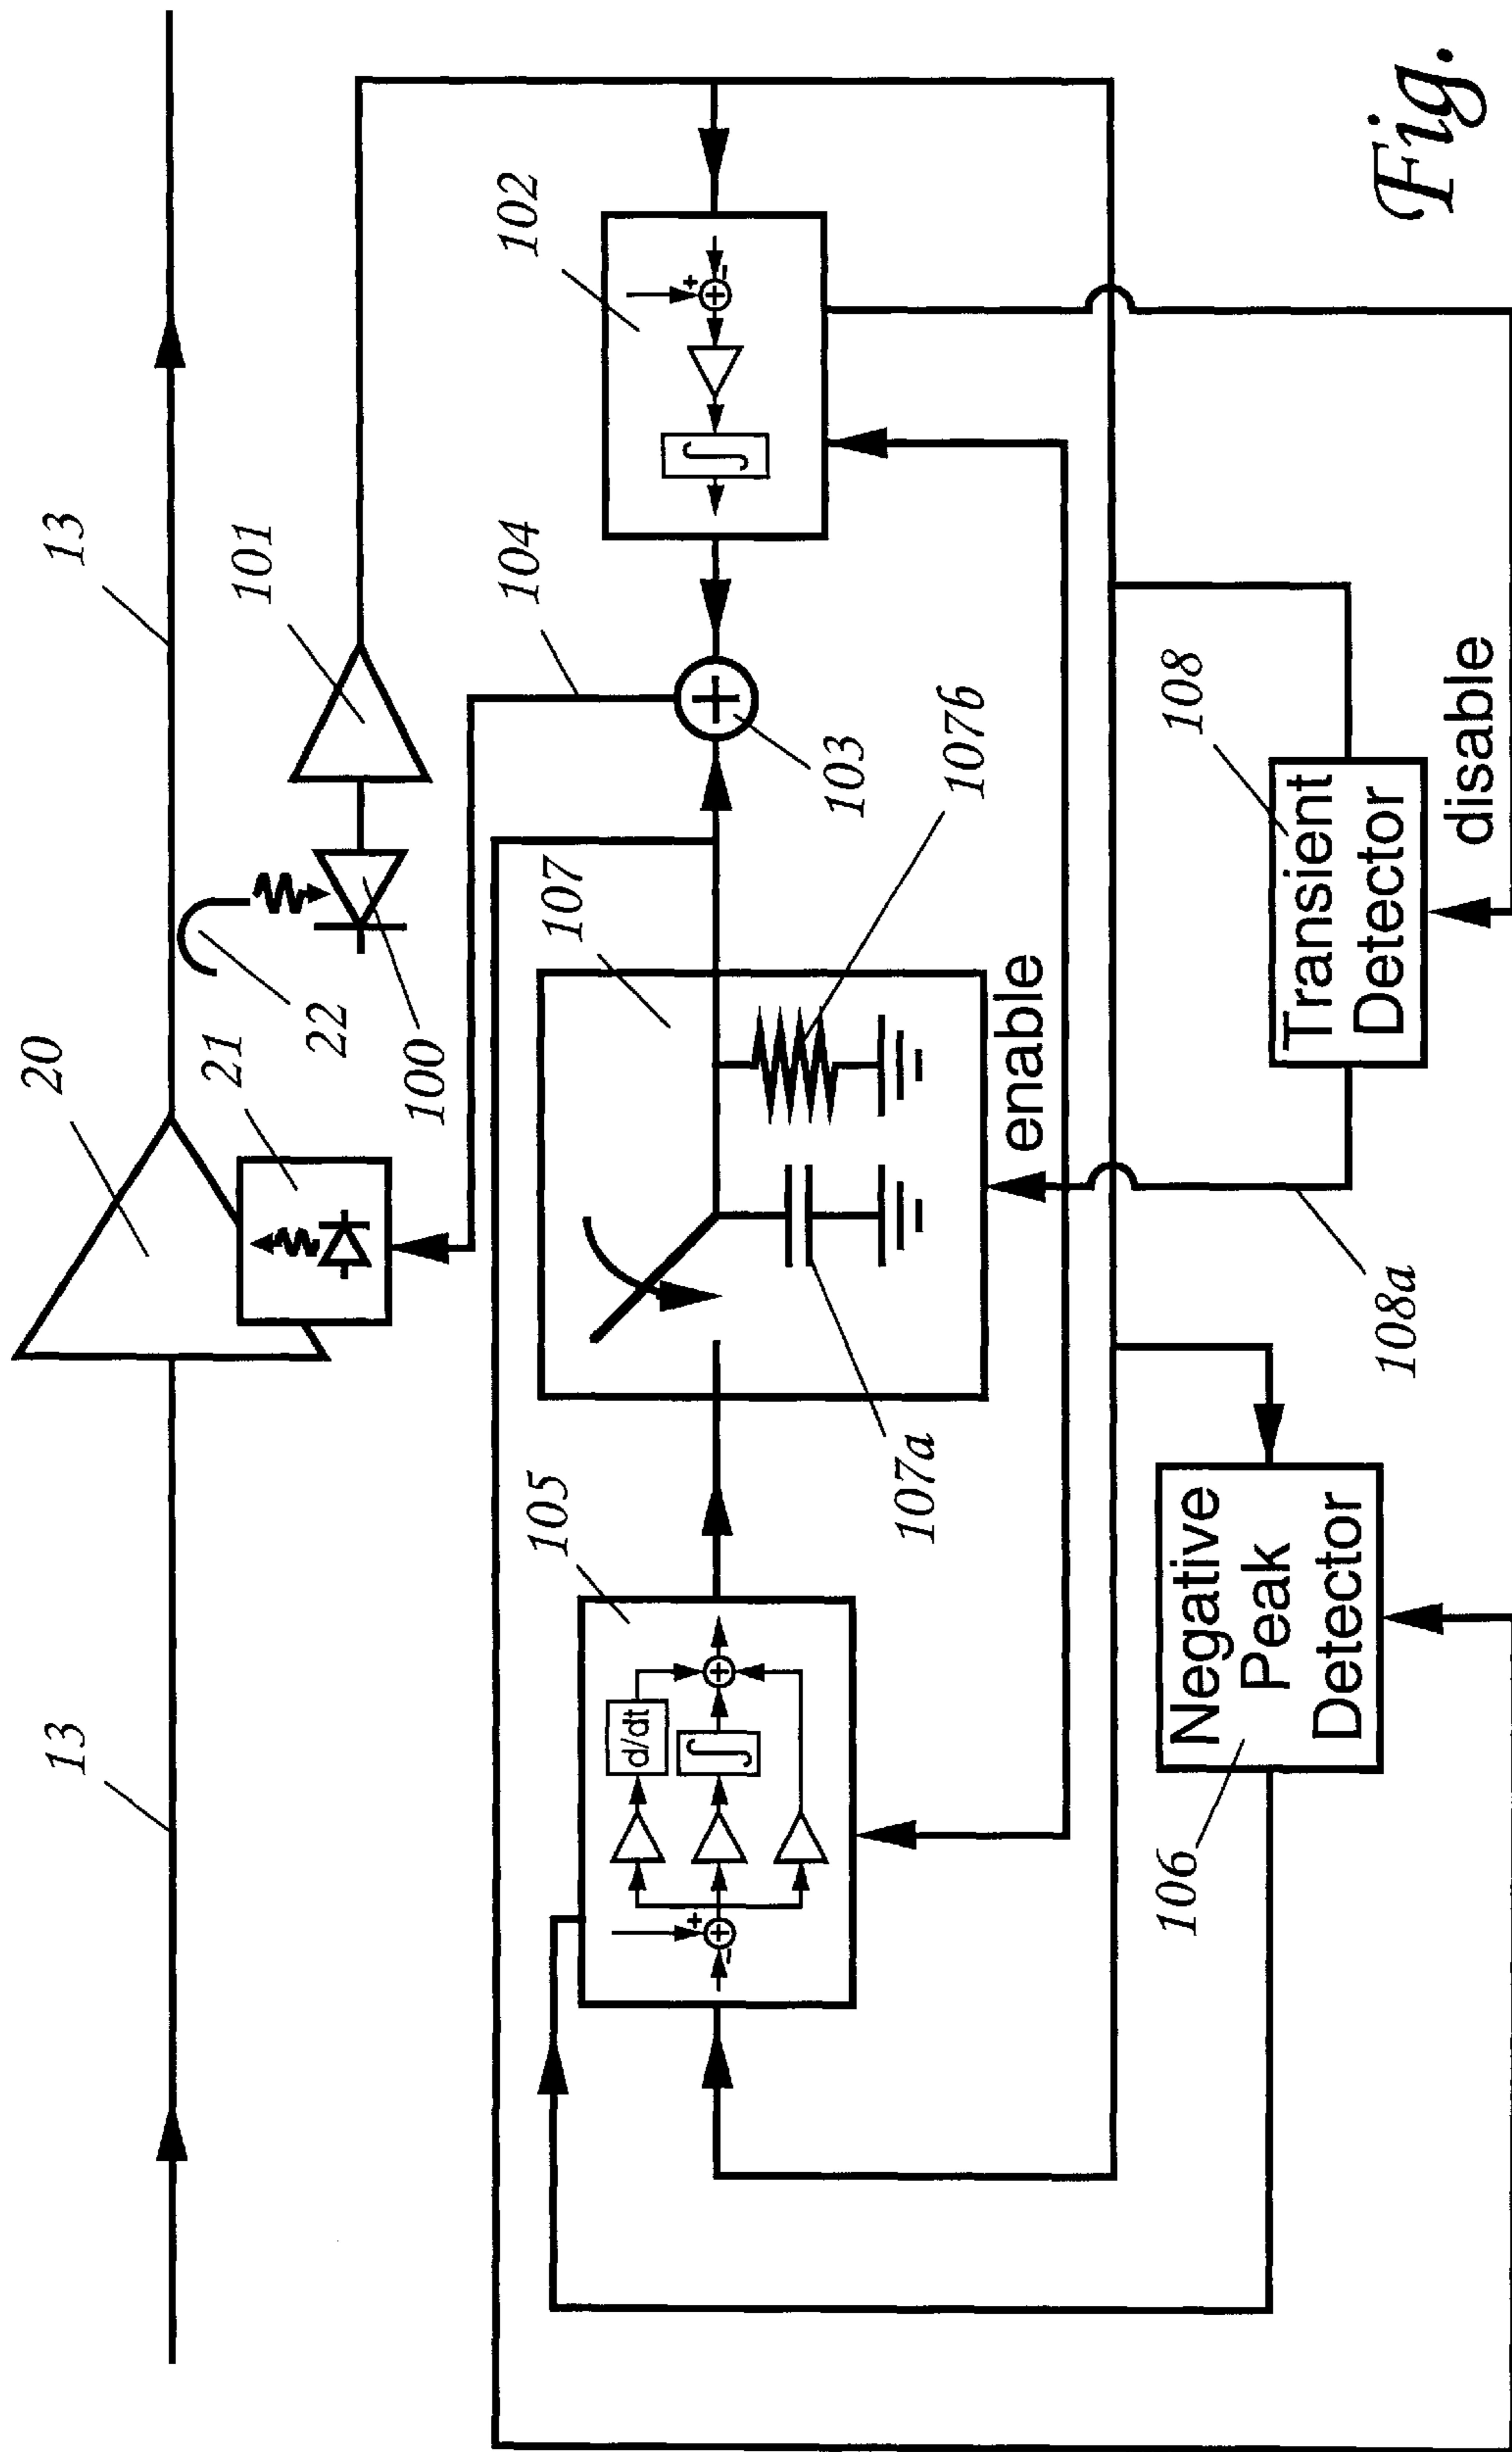 13
13
20
21
22
100
101
102
104
103
107
107b
107a
105
d/dt
∫
∫
+
-
+
-
+
enable
108
Transient
Detector
disable
108a
106
Negative
Peak
Detector
Fig.